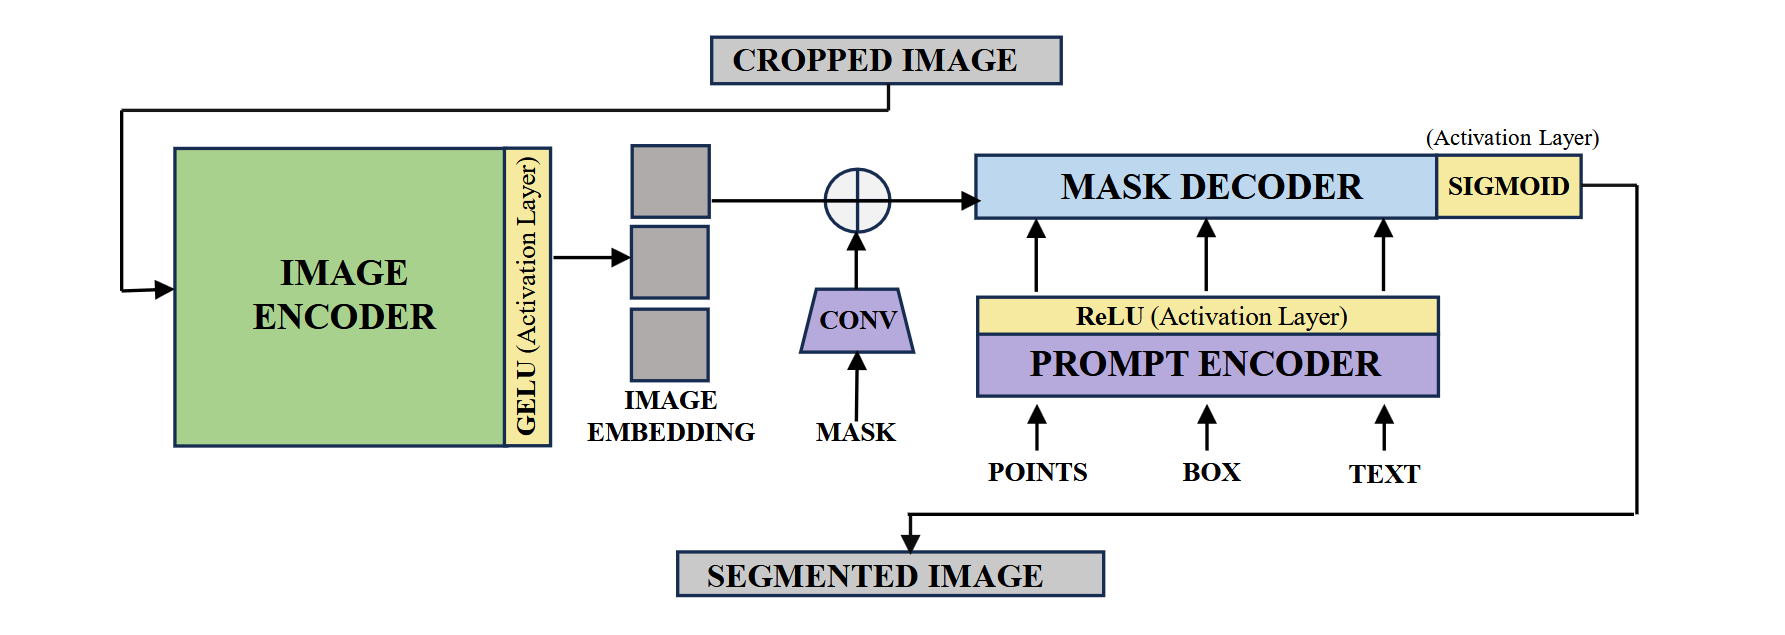 CROPPED IMAGE
IMAGE
ENCODER
GELU (Activation Layer)
IMAGE
EMBEDDING
CONV
MASK
(Activation Layer)
MASK DECODER
SIGMOID
ReLU (Activation Layer)
PROMPT ENCODER
POINTS
BOX
TEXT
SEGMENTED IMAGE